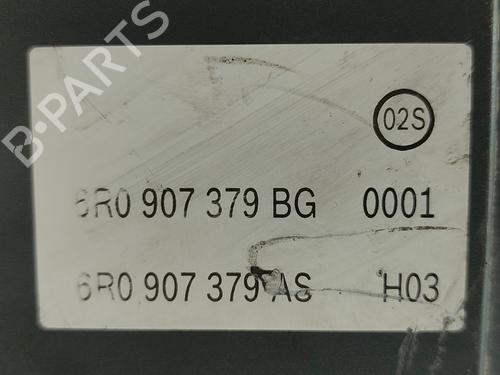 B-PARTS
02S
6R0 907 379 BG 0001
6R0 907 379 AS H03